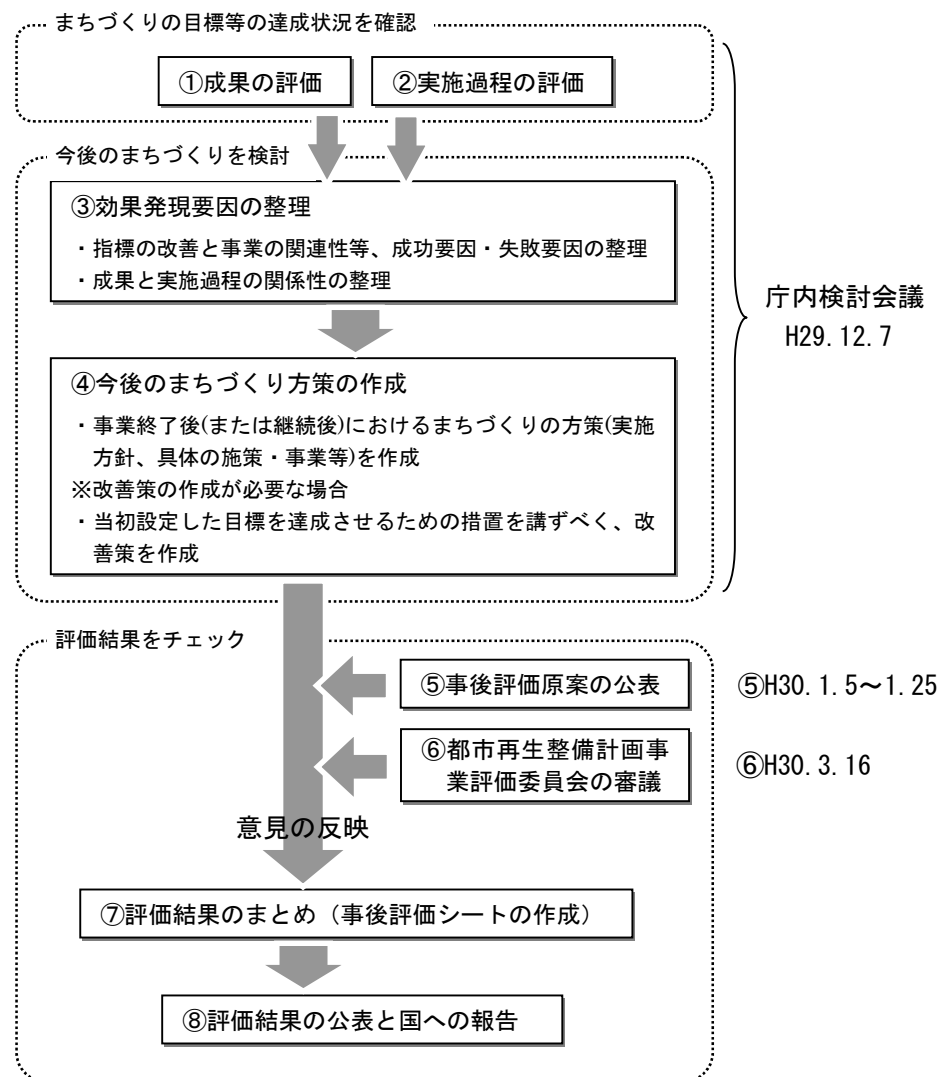 まちづくりの目標等の達成状況を確認
①成果の評価
②実施過程の評価
今後のまちづくりを検討
③効果発現要因の整理
・指標の改善と事業の関連性等、成功要因・失敗要因の整理
・成果と実施過程の関係性の整理
庁内検討会議
H29.12.7
④今後のまちづくり方策の作成
・事業終了後(または継続後)におけるまちづくりの方策(実施
方針、具体の施策・事業等)を作成
※改善策の作成が必要な場合
・当初設定した目標を達成させるための措置を講ずべく、改
善策を作成
評価結果をチェック
⑤事後評価原案の公表
⑤H30.1.5～1.25
⑥都市再生整備計画事
業評価委員会の審議
⑥H30.3.16
意見の反映
⑦評価結果のまとめ（事後評価シートの作成）
⑧評価結果の公表と国への報告